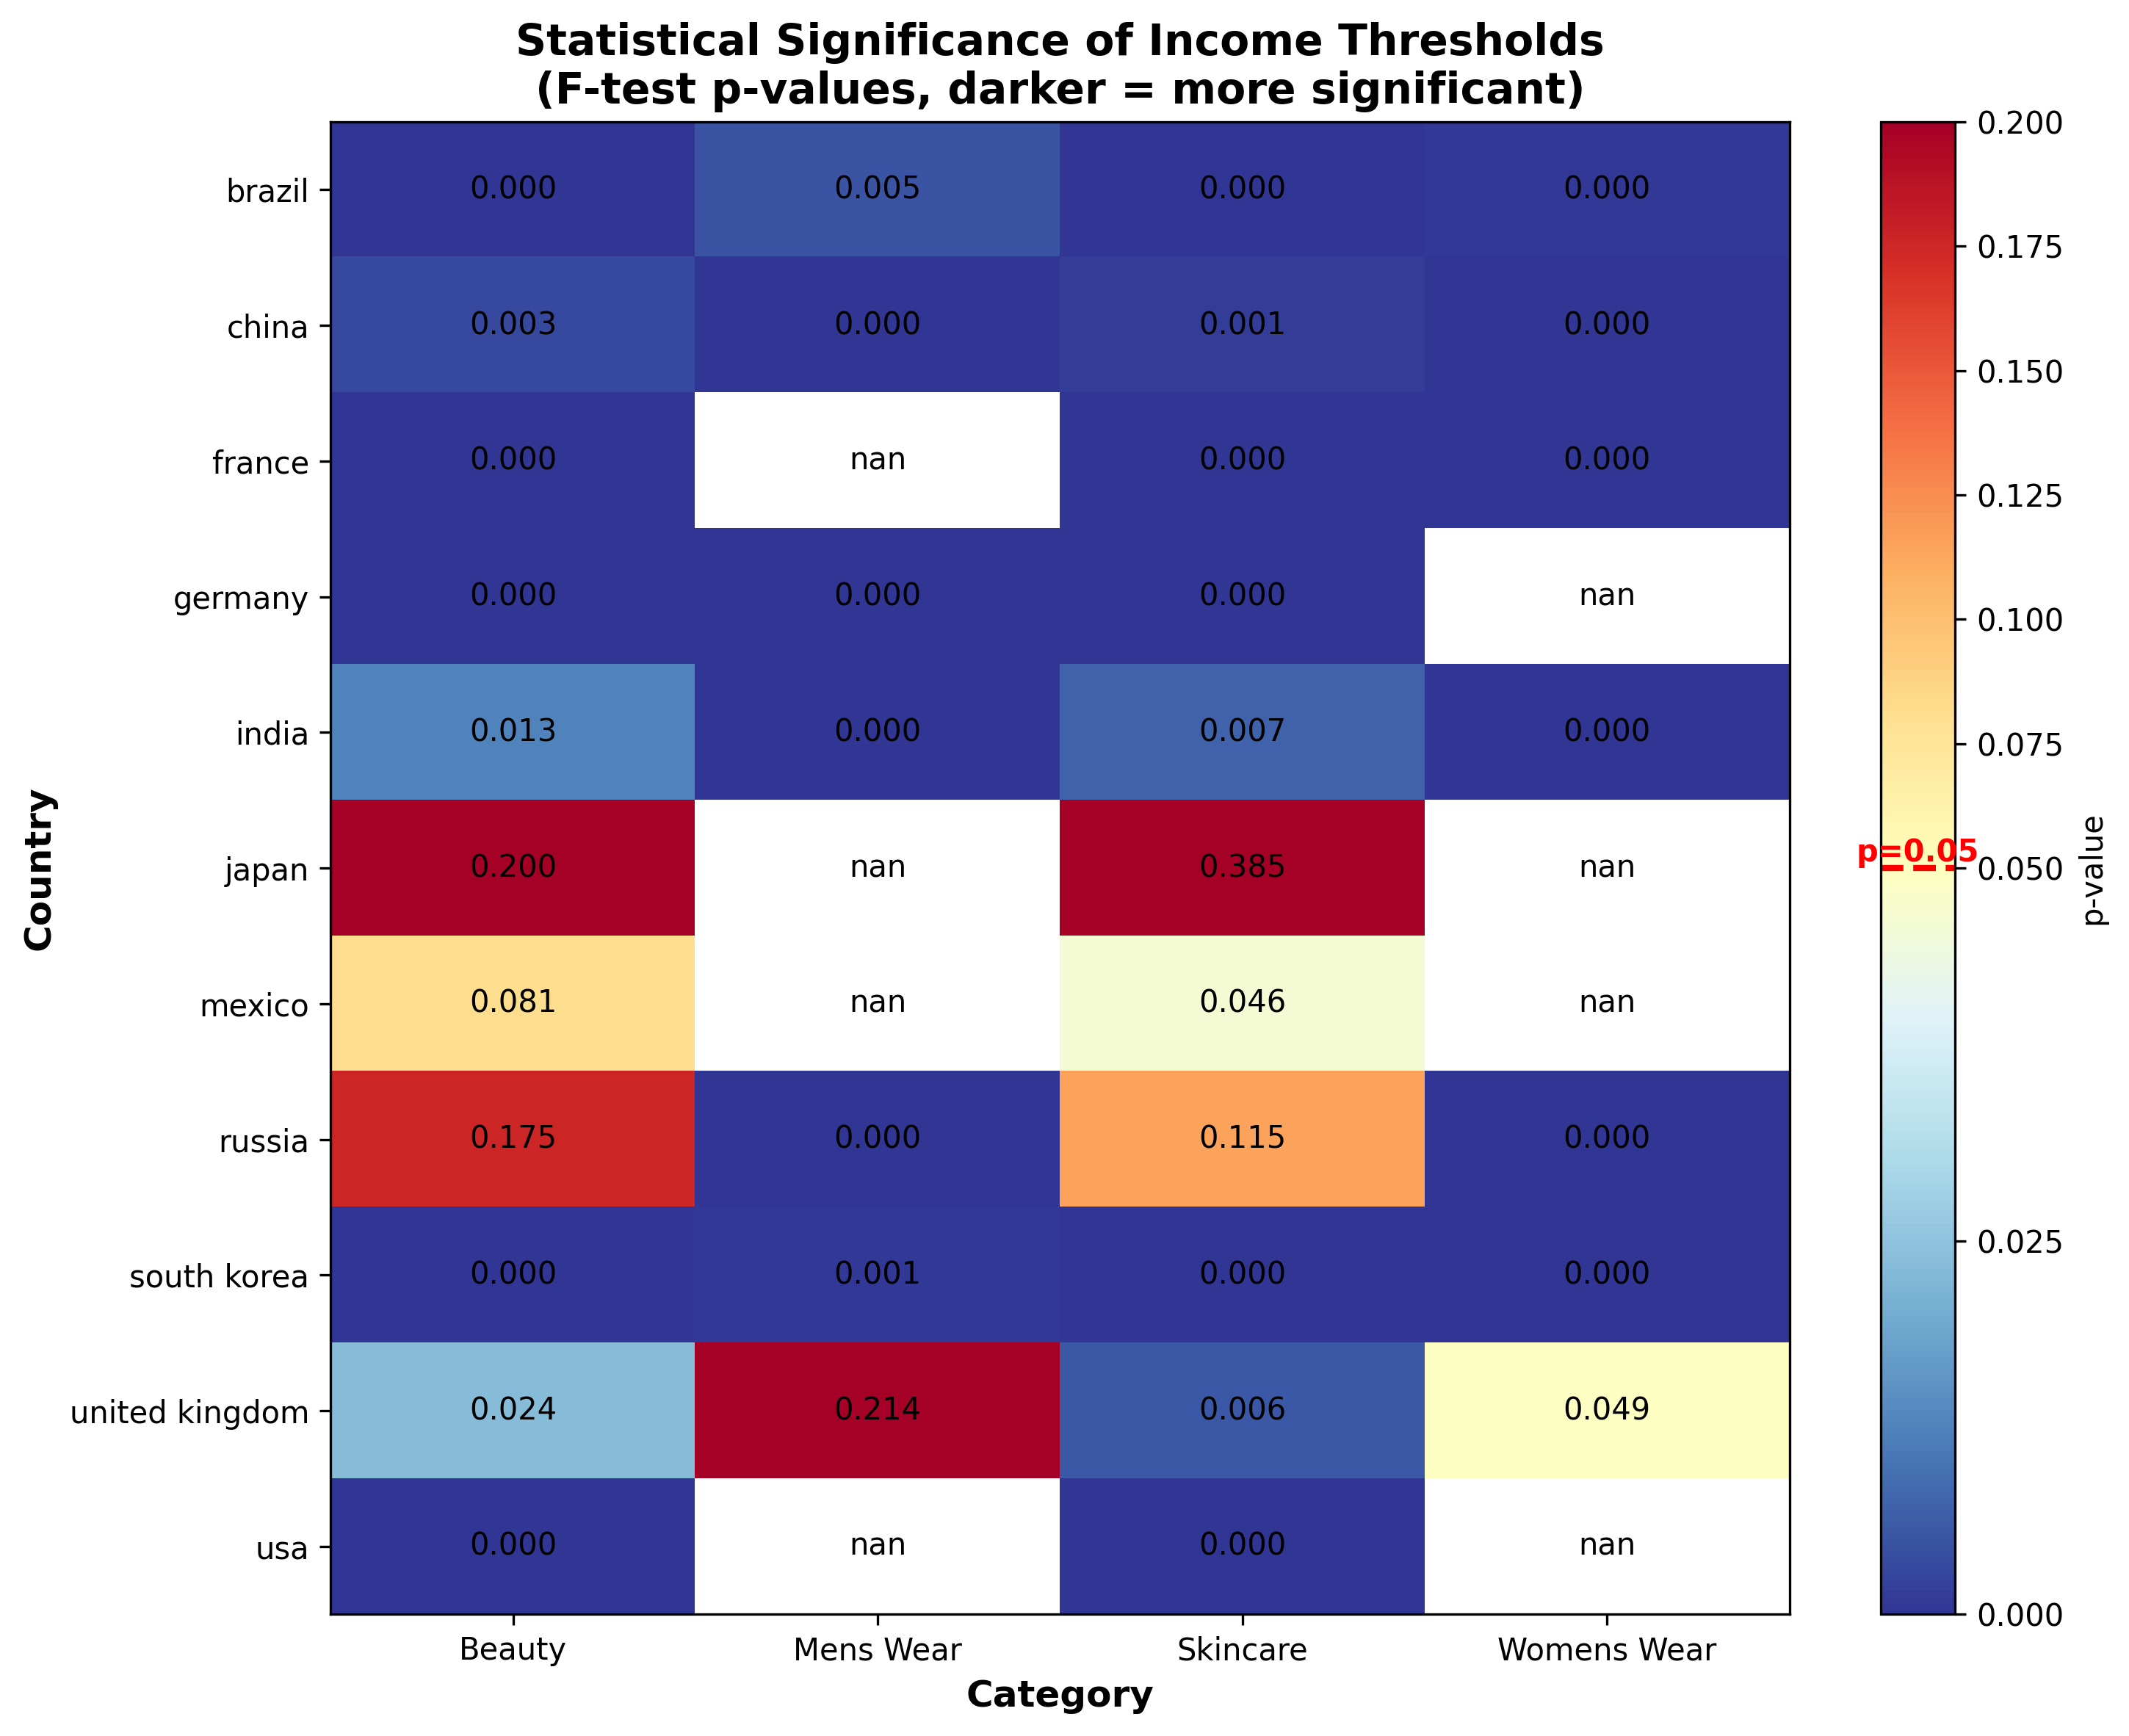 Statistical Significance of Income Thresholds
(F-test p-values, darker = more significant)
brazil 0.000 0.005 0.000 0.000
china 0.003 0.000 0.001 0.000
france 0.000 nan 0.000 0.000
germany 0.000 0.000 0.000 nan
india 0.013 0.000 0.007 0.000
japan 0.200 nan 0.385 nan
mexico 0.081 nan 0.046 nan
russia 0.175 0.000 0.115 0.000
south korea 0.000 0.001 0.000 0.000
united kingdom 0.024 0.214 0.006 0.049
usa 0.000 nan 0.000 nan
Beauty Mens Wear Skincare Womens Wear
Category
Country
0.200
0.175
0.150
0.125
0.100
0.075
p=0.05
0.050
0.025
0.000
p-value